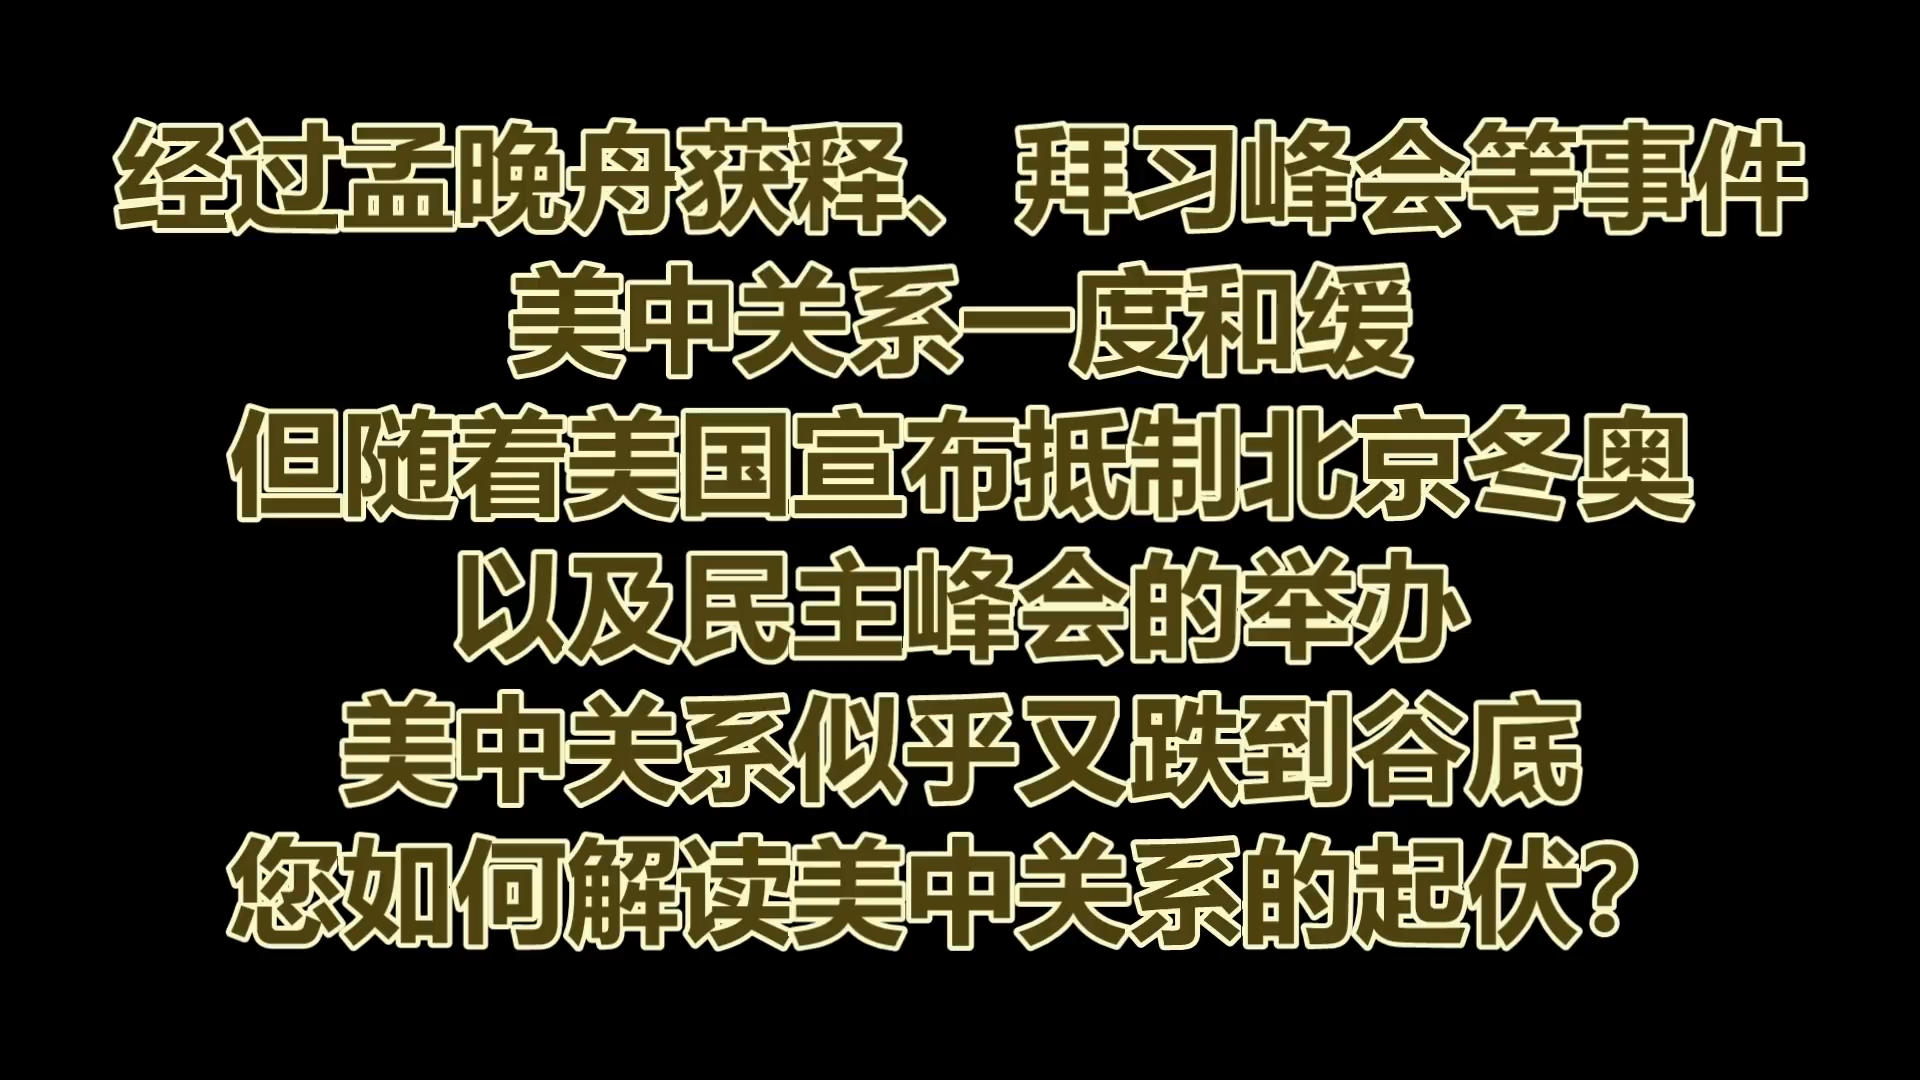 经过孟晚舟获释、拜习峰会等事件
美中关系一度和缓
但随着美国宣布抵制北京冬奥
以及民主峰会的举办
美中关系似乎又跌到谷底
您如何解读美中关系的起伏？